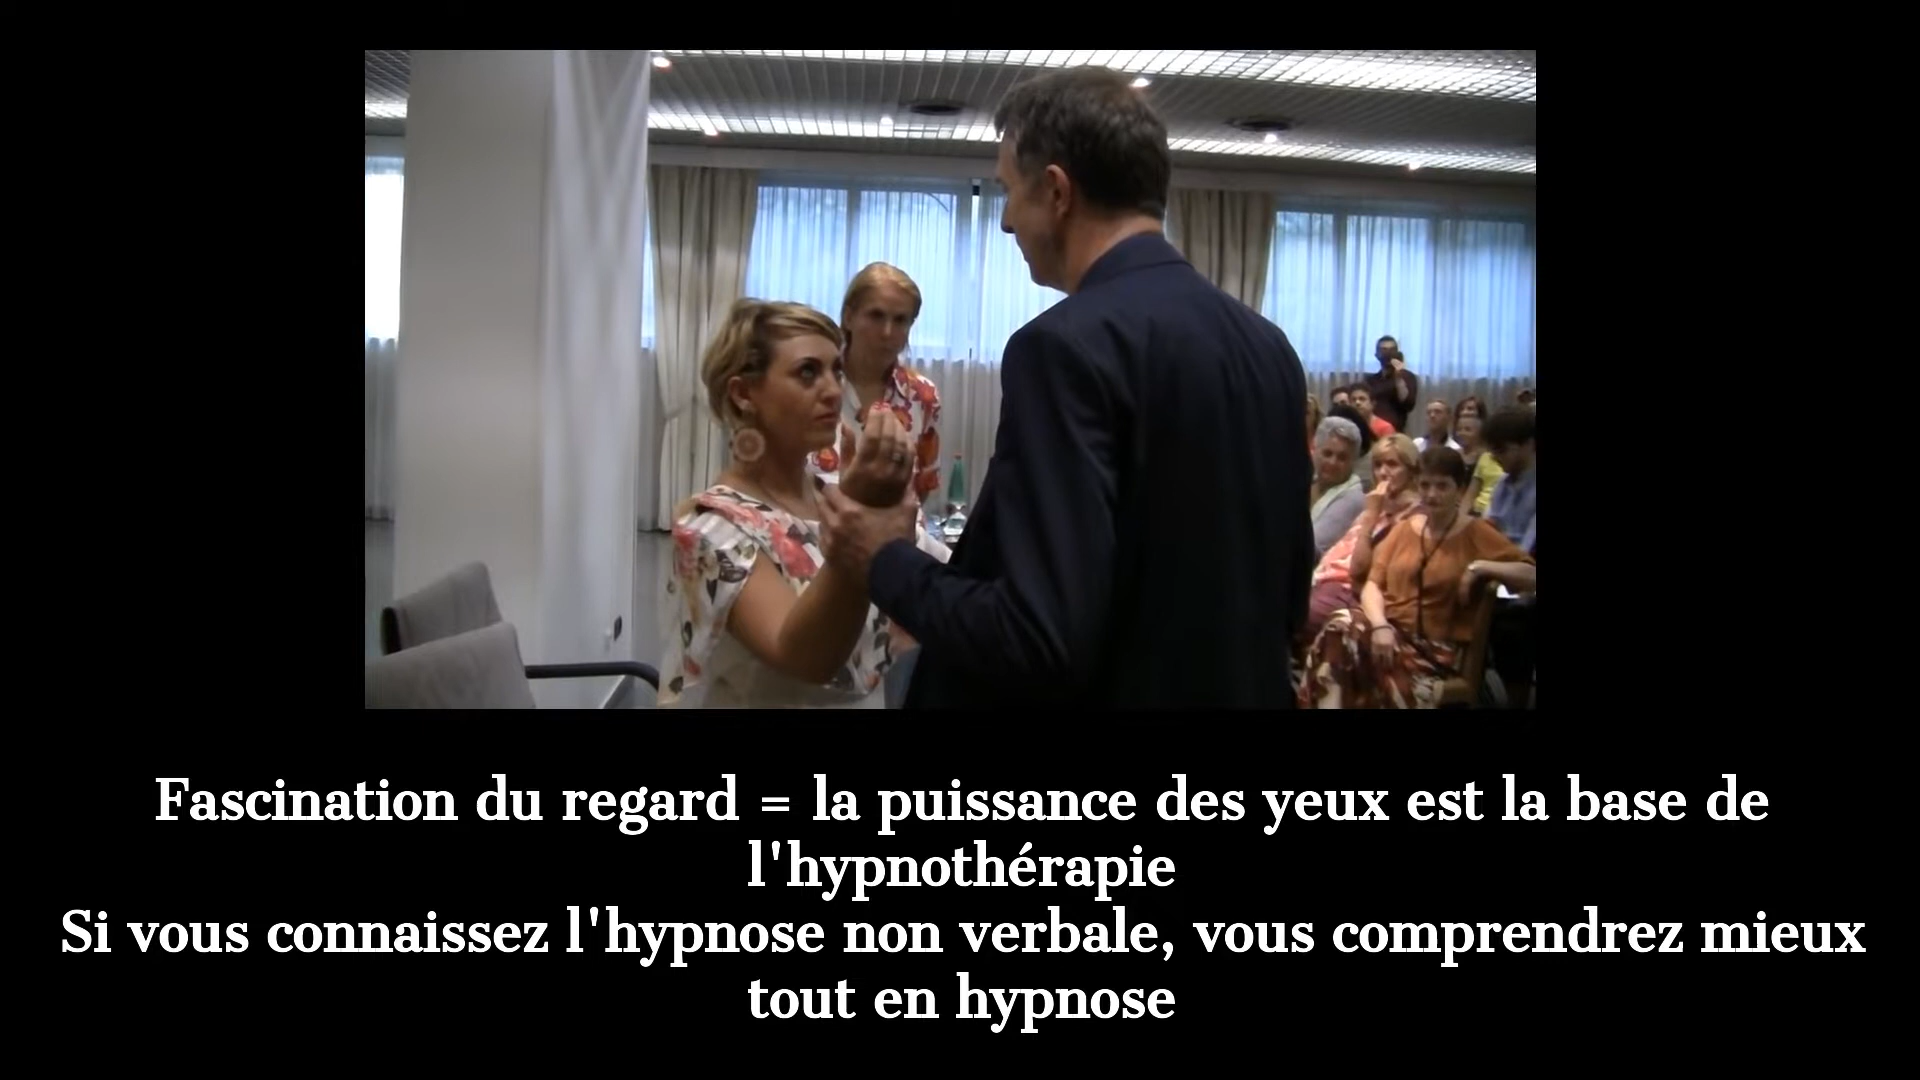 Fascination du regard = la puissance des yeux est la base de
l'hypnothérapie
Si vous connaissez l'hypnose non verbale, vous comprendrez mieux
tout en hypnose